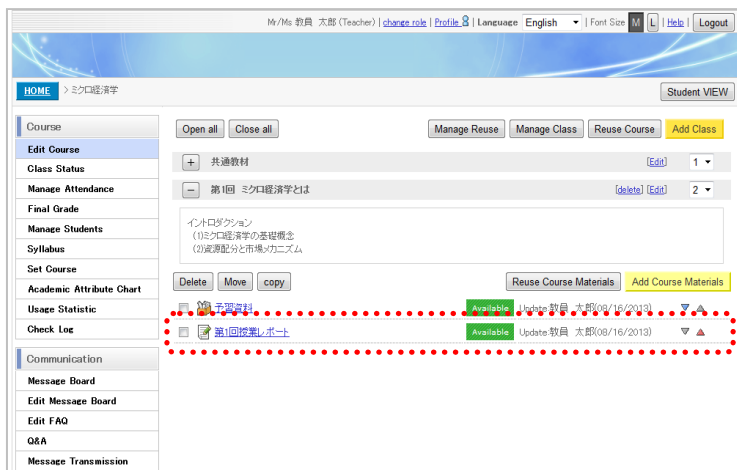 Mr/Ms 教員 太郎 (Teacher) | change role | Profile | Language English | Font Size M L | Help | Logout
HOME > ミクロ経済学 Student VIEW
Course
Edit Course
Class Status
Manage Attendance
Final Grade
Manage Students
Syllabus
Set Course
Academic Attribute Chart
Usage Statistic
Check Log
Communication
Message Board
Edit Message Board
Edit FAQ
Q&A
Message Transmission
Open all Close all Manage Reuse Manage Class Reuse Course Add Class
+ 共通教材 [Edit] 1
- 第1回 ミクロ経済学とは [delete] [Edit] 2
イントロダクション
(1)ミクロ経済学の基礎概念
(2)資源配分と市場メカニズム
Delete Move copy Reuse Course Materials Add Course Materials
予習資料 Available Update:教員 太郎(08/16/2013)
第1回授業レポート Available Update:教員 太郎(08/16/2013)